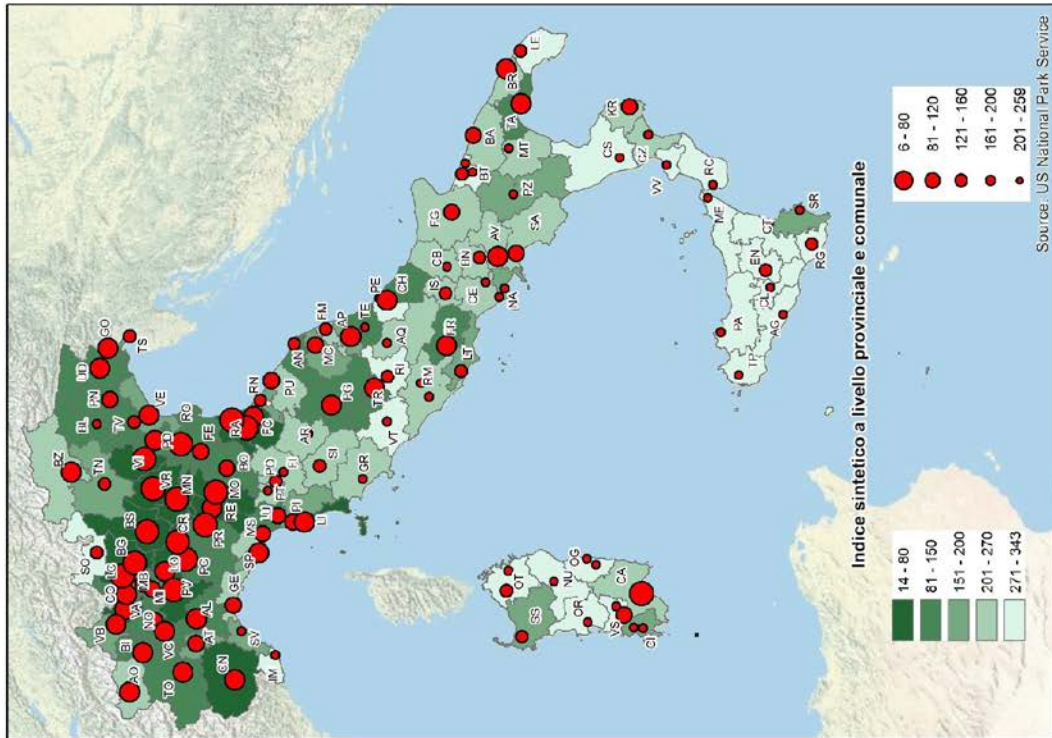 BZ
SO
TN
BL
PN
UD
GO
TS
TV
VE
VI
PD
RO
VR
MN
BS
BG
LC
CO
VA
VB
AO
BI
NO
MB
MI
LO
CR
PV
PC
PR
RE
MO
BO
FE
RA
FC
RN
TO
VC
AT
AL
CN
GE
SV
IM
SP
MS
LU
PT
PO
FI
PI
LI
AR
SI
GR
PU
AN
MC
FM
AP
PG
TE
PE
CH
TR
RI
AQ
VT
RM
LT
FR
IS
CB
CE
BN
NA
AV
SA
FG
BT
BA
PZ
MT
TA
BR
LE
CS
KR
CZ
VV
RC
ME
PA
TP
AG
CL
EN
CT
SR
RG
SS
OT
NU
OG
OR
VS
CA
CI
Indice sintetico a livello provinciale e comunale
14 - 80
81 - 150
151 - 200
201 - 270
271 - 343
6 - 80
81 - 120
121 - 160
161 - 200
201 - 259
Source: US National Park Service